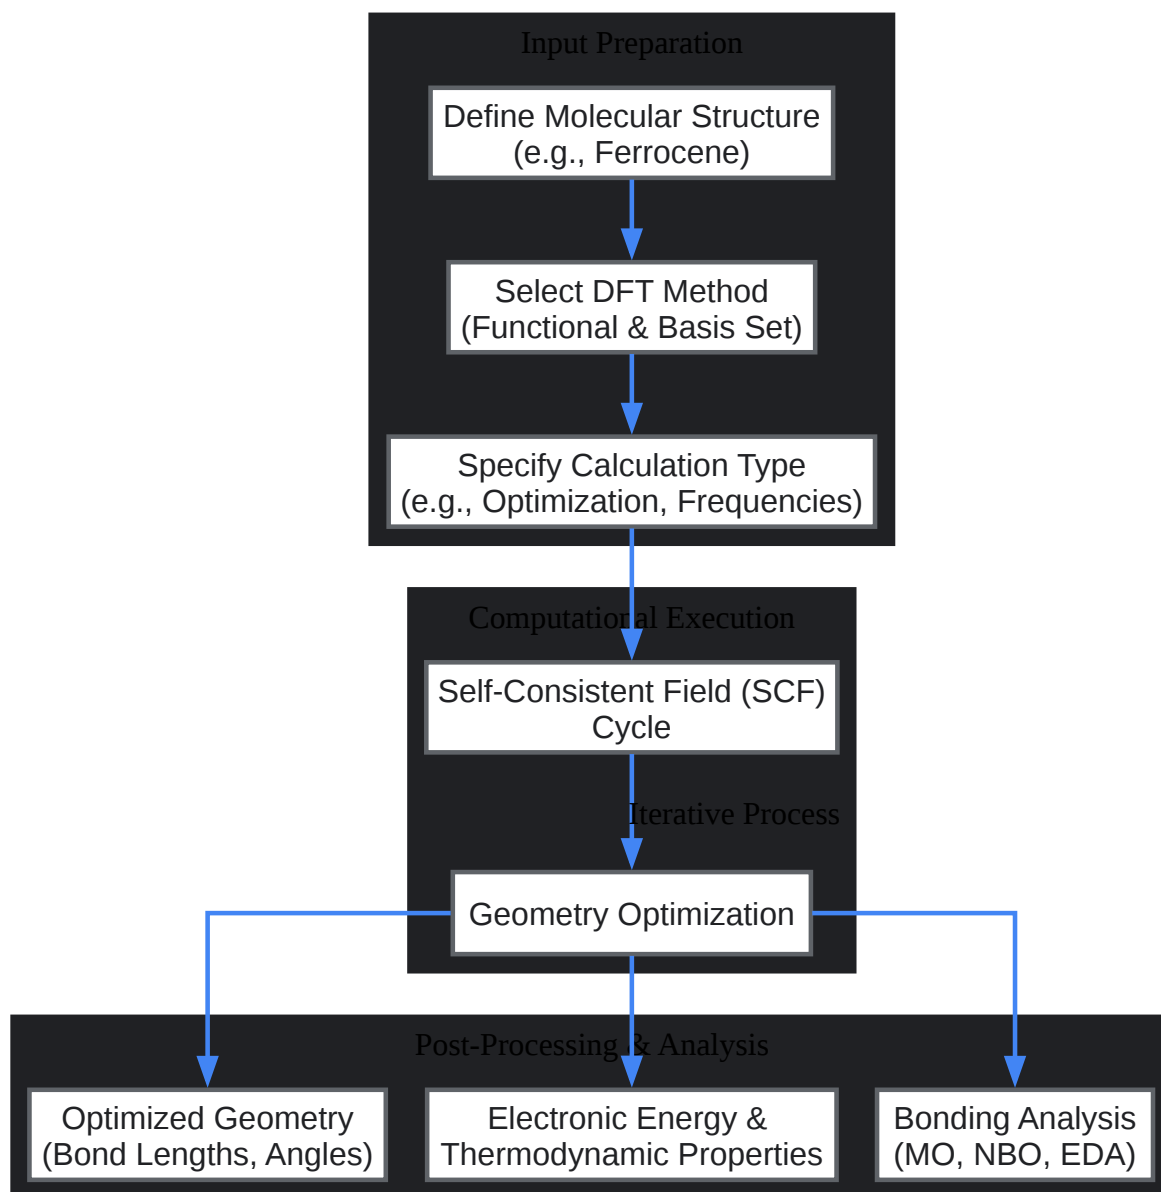 Input Preparation
Define Molecular Structure
(e.g., Ferrocene)
Select DFT Method
(Functional & Basis Set)
Specify Calculation Type
(e.g., Optimization, Frequencies)
Computational Execution
Self-Consistent Field (SCF)
Cycle
Iterative Process
Geometry Optimization
Post-Processing & Analysis
Optimized Geometry
(Bond Lengths, Angles)
Electronic Energy &
Thermodynamic Properties
Bonding Analysis
(MO, NBO, EDA)